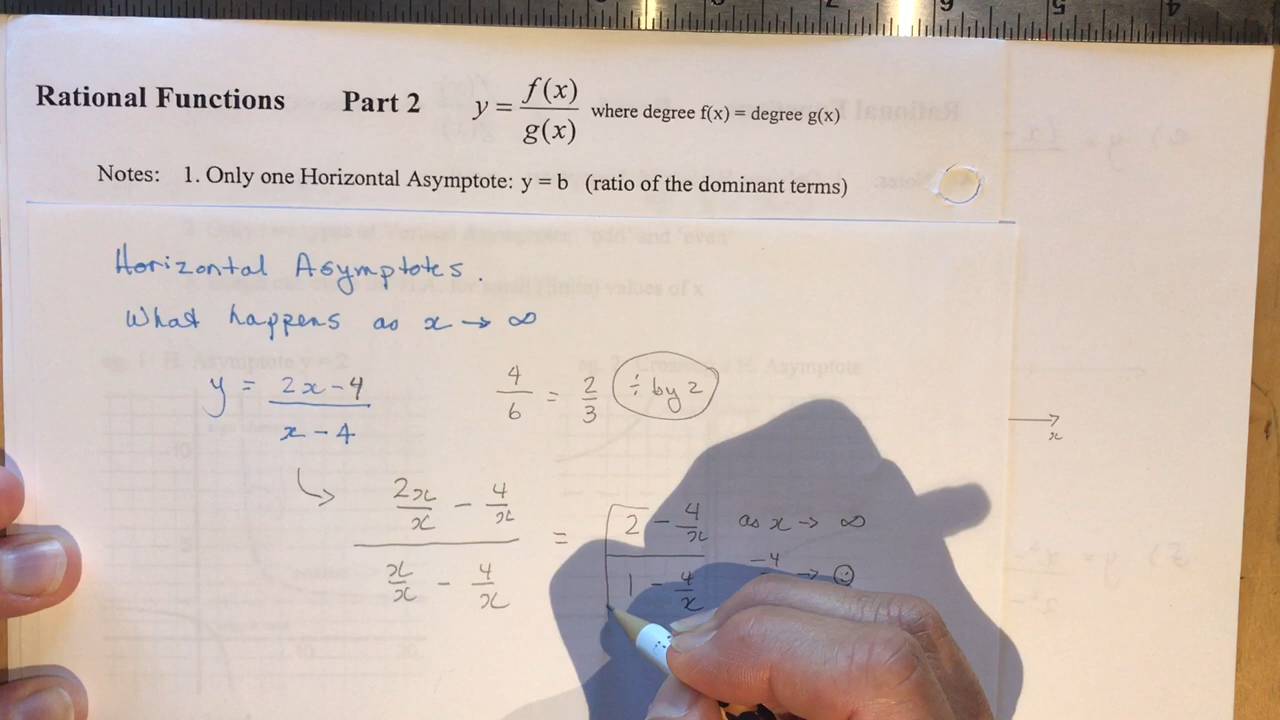 Rational Functions Part 2 y = f(x)/g(x) where degree f(x) = degree g(x)
Notes: 1. Only one Horizontal Asymptote: y = b (ratio of the dominant terms)
Horizontal Asymptotes.
What happens as x → ∞
y = (2x - 4)/(x - 4) 4/6 = 2/3 ÷ by 2
x
(2x/x - 4/x)/(x/x - 4/x) = (2 - 4/x)/(1 - 4/x) as x → ∞
-4 → 0